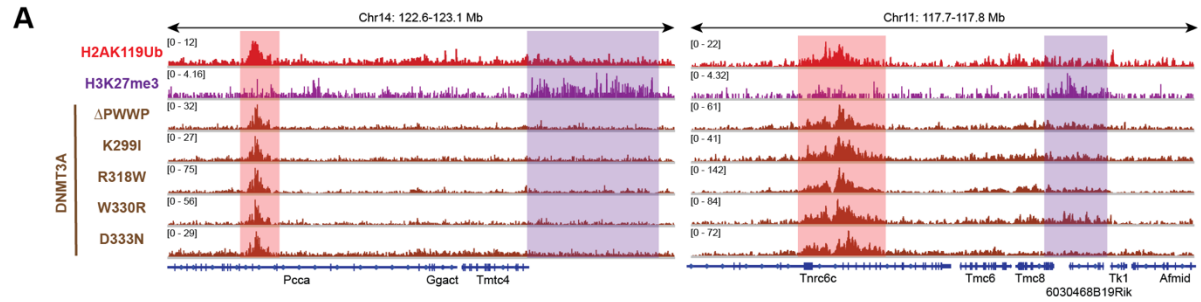 A
Chr14: 122.6-123.1 Mb
Chr11: 117.7-117.8 Mb
H2AK119Ub
[0 - 12]
[0 - 22]
H3K27me3
[0 - 4.16]
[0 - 4.32]
DNMT3A
ΔPWWP
[0 - 32]
[0 - 61]
K299I
[0 - 27]
[0 - 41]
R318W
[0 - 75]
[0 - 142]
W330R
[0 - 56]
[0 - 84]
D333N
[0 - 29]
[0 - 72]
Pcca Ggact Tmtc4
Tnrc6c Tmc6 Tmc8 Tk1 Afmid
6030468B19Rik